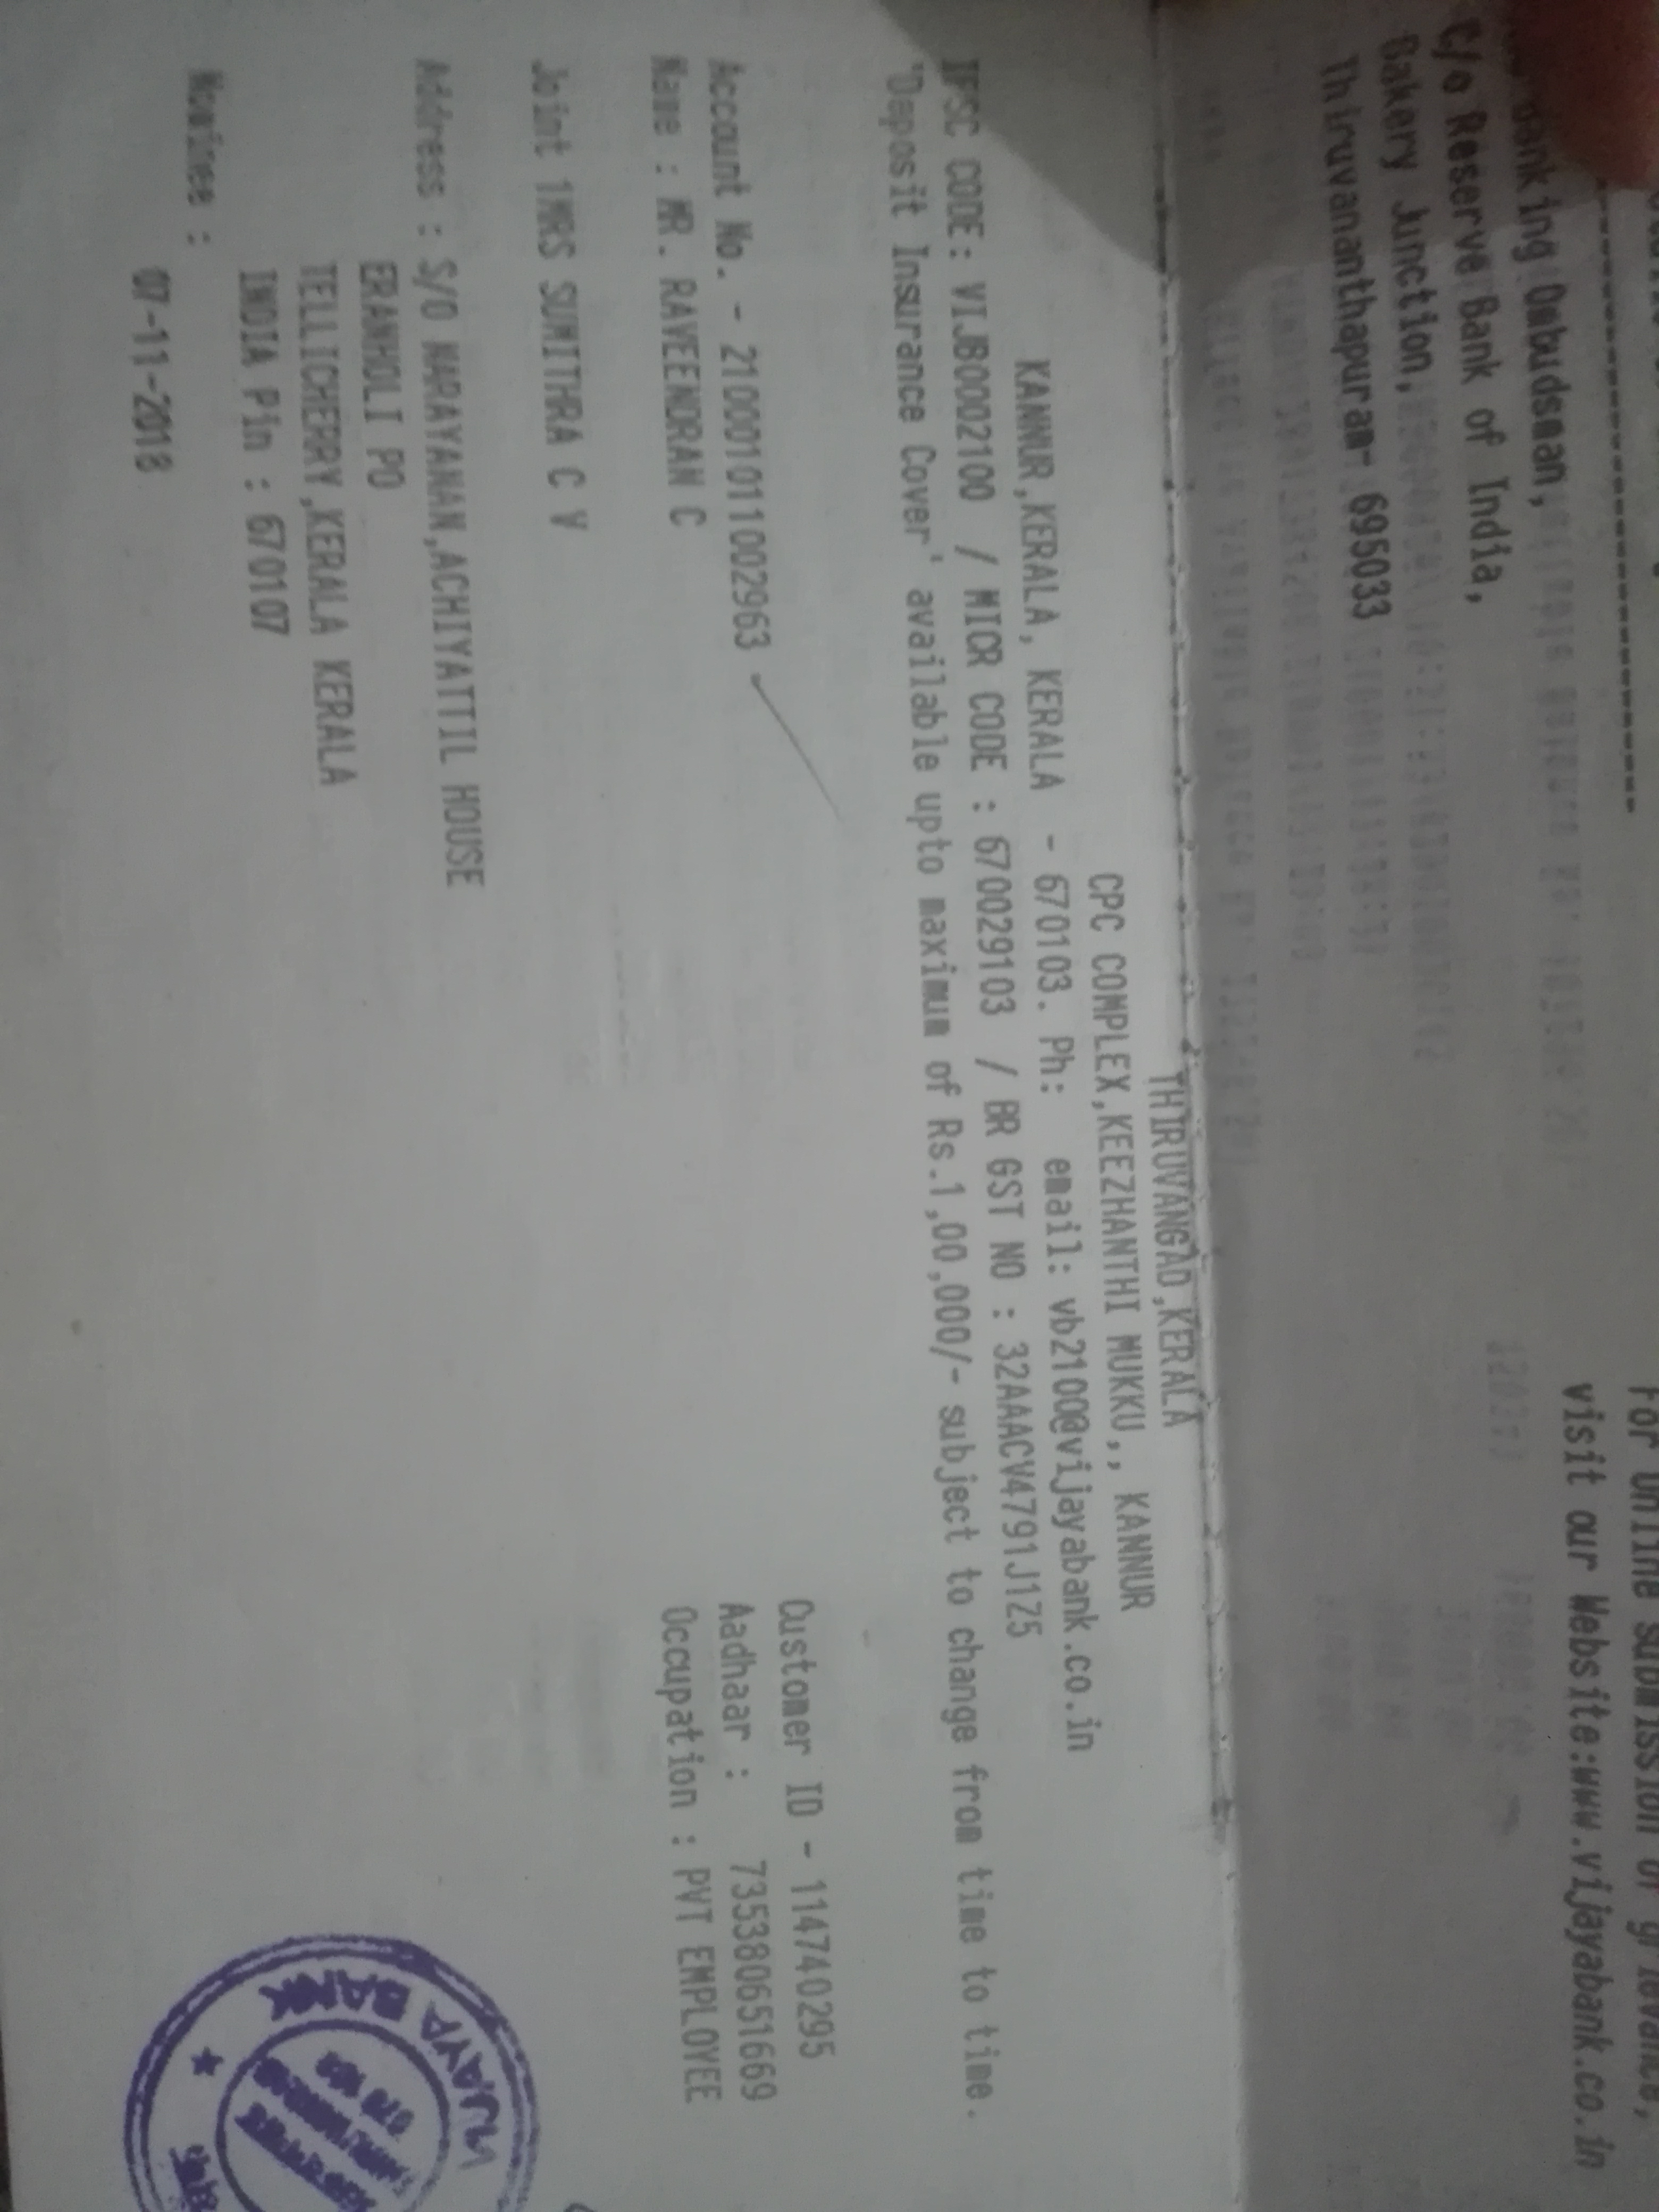 Banking Ombudsman,
C/o Reserve Bank of India,
Bakery Junction,
Thiruvananthapuram- 695033
For online submission of grievance,
visit our Website:www.vijayabank.co.in
THIRUVANGAD,KERALA
CPC COMPLEX,KEEZHANTHI MUKKU,, KANNUR
KANNUR,KERALA, KERALA - 670103. Ph: email: vb2100@vijayabank.co.in
IFSC CODE: VIJB0002100 / MICR CODE : 670029103 / BR GST NO : 32AAACV4791J1Z5
'Deposit Insurance Cover' available upto maximum of Rs.1,00,000/- subject to change from time to time.
Customer ID - 114740295
Account No. - 210001011002963
Aadhaar : 735380651669
Name : MR. RAVEENDRAN C
Occupation : PVT EMPLOYEE
Joint 1MRS SUMITHRA C V
Address : S/O NARAYANAN,ACHIYATTIL HOUSE
ERANHOLI PO
TELLICHERRY,KERALA KERALA
INDIA Pin : 670107
Nominee :
07-11-2018
VIJAYA BANK